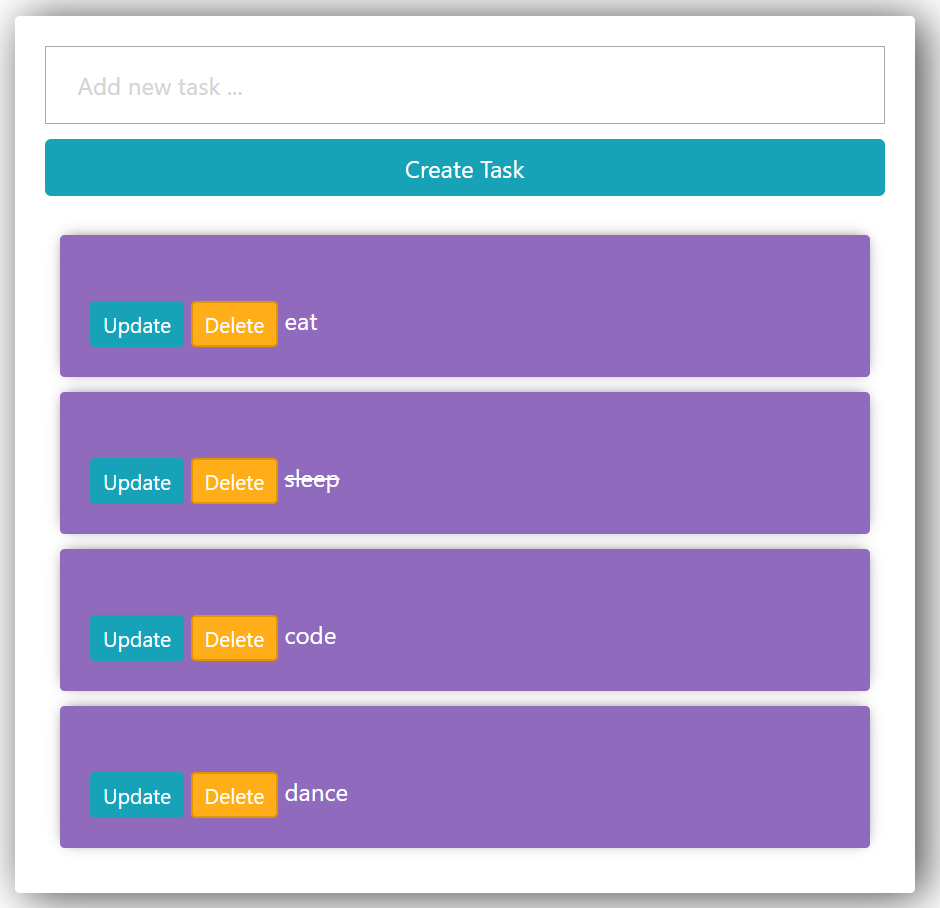 Add new task ...
Create Task
Update Delete eat
Update Delete sleep
Update Delete code
Update Delete dance